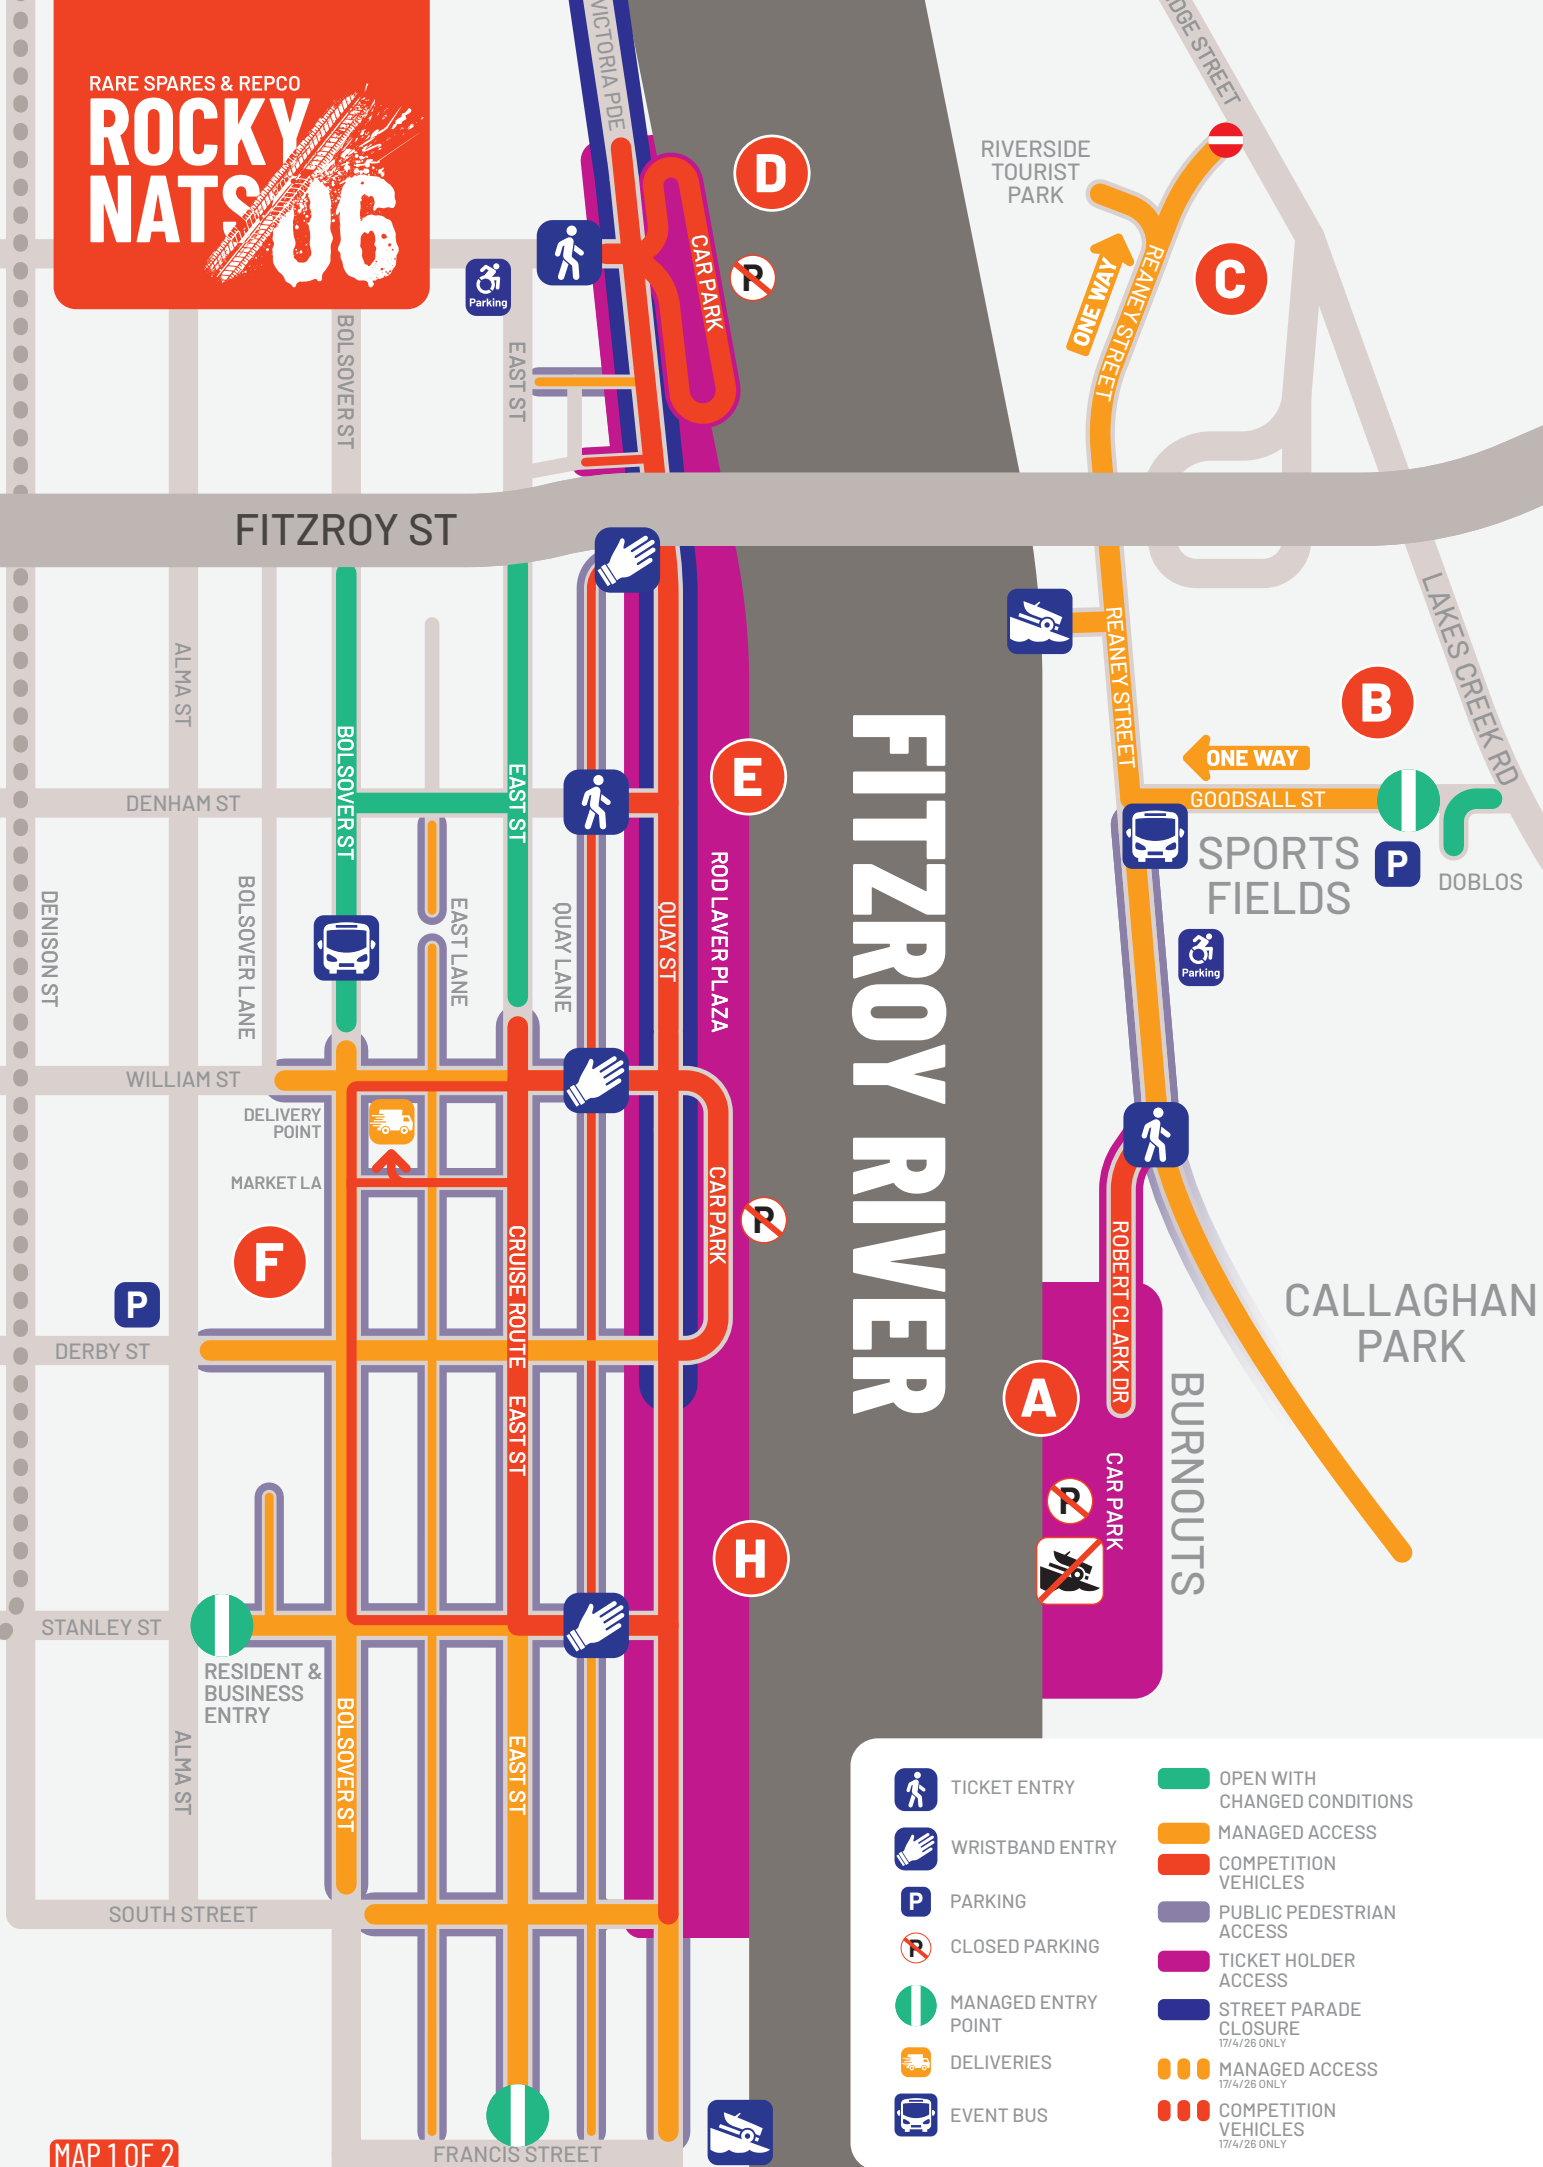 RARE SPARES & REPCO
ROCKY
NATS
06
VICTORIA PDE
D
CAR PARK
P
Parking
BOLSOVER ST
EAST ST
RIVERSIDE
TOURIST
PARK
ONE WAY
REANEY STREET
C
FITZROY ST
LAKES CREEK RD
REANEY STREET
B
ONE WAY
GOODSALL ST
SPORTS
FIELDS
P
DOBLOS
Parking
ALMA ST
BOLSOVER ST
EAST ST
DENHAM ST
E
ROD LAVER PLAZA
QUAY ST
DENISON ST
BOLSOVER LANE
EAST LANE
QUAY LANE
FITZROY RIVER
WILLIAM ST
DELIVERY
POINT
MARKET LA
F
P
DERBY ST
CRUISE ROUTE
EAST ST
CAR PARK
P
ROBERT CLARK DR
A
CAR PARK
P
BURNOUTS
CALLAGHAN
PARK
H
STANLEY ST
RESIDENT &
BUSINESS
ENTRY
ALMA ST
BOLSOVER ST
EAST ST
SOUTH STREET
FRANCIS STREET
MAP 1 OF 2
TICKET ENTRY
WRISTBAND ENTRY
P
PARKING
P
CLOSED PARKING
MANAGED ENTRY
POINT
DELIVERIES
EVENT BUS
OPEN WITH
CHANGED CONDITIONS
MANAGED ACCESS
COMPETITION
VEHICLES
PUBLIC PEDESTRIAN
ACCESS
TICKET HOLDER
ACCESS
STREET PARADE
CLOSURE
17/4/26 ONLY
MANAGED ACCESS
17/4/26 ONLY
COMPETITION
VEHICLES
17/4/26 ONLY